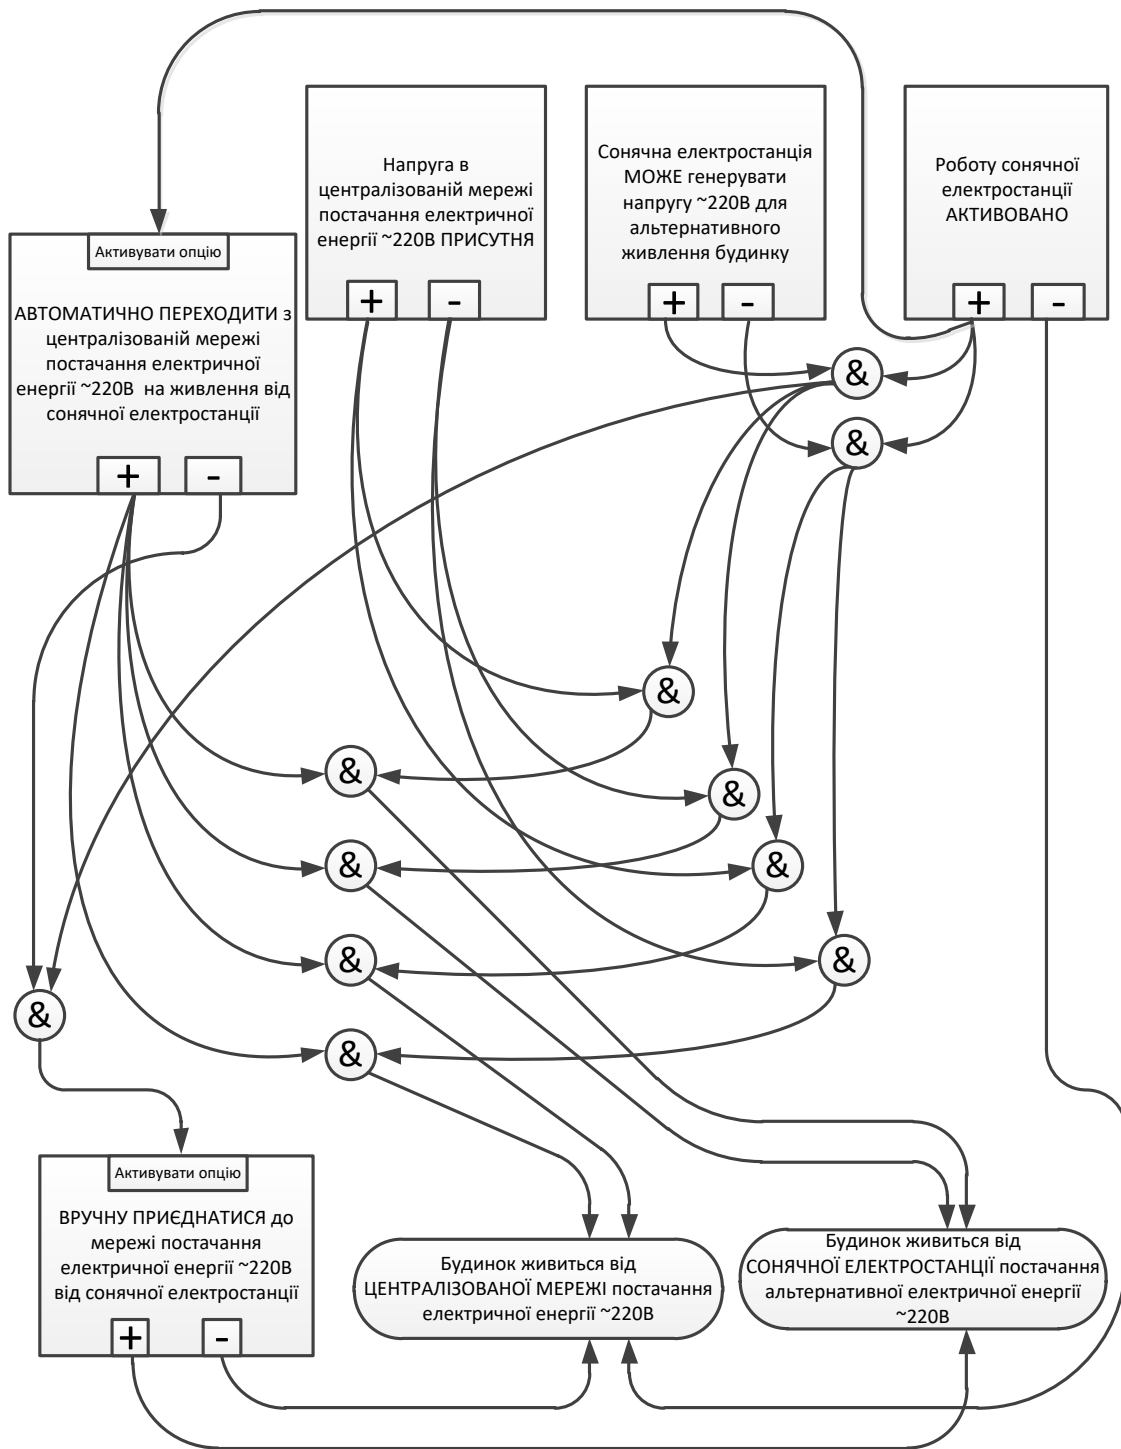 Напруга в
централізованій мережі
постачання електричної
енергії ~220В ПРИСУТНЯ
+
-
Сонячна електростанція
МОЖЕ генерувати
напругу ~220В для
альтернативного
живлення будинку
+
-
Роботу сонячної
електростанції
АКТИВОВАНО
+
-
Активувати опцію
АВТОМАТИЧНО ПЕРЕХОДИТИ з
централізованій мережі
постачання електричної
енергії ~220В на живлення від
сонячної електростанції
+
-
&
&
&
&
&
&
&
&
&
&
&
Активувати опцію
ВРУЧНУ ПРИЄДНАТИСЯ до
мережі постачання
електричної енергії ~220В
від сонячної електростанції
+
-
Будинок живиться від
ЦЕНТРАЛІЗОВАНОЇ МЕРЕЖІ постачання
електричної енергії ~220В
Будинок живиться від
СОНЯЧНОЇ ЕЛЕКТРОСТАНЦІЇ постачання
альтернативної електричної енергії
~220В